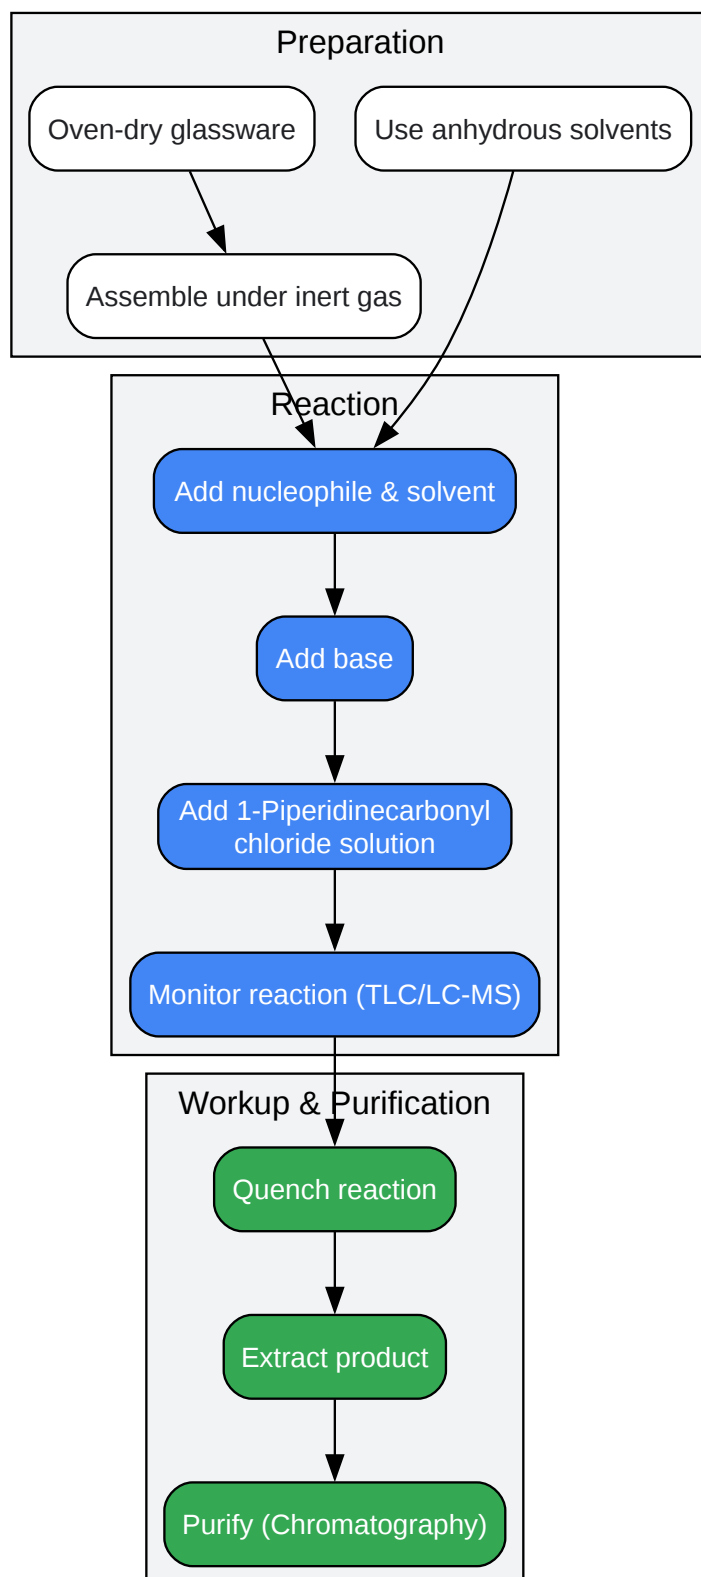 Preparation
Oven-dry glassware
Use anhydrous solvents
Assemble under inert gas
Reaction
Add nucleophile & solvent
Add base
Add 1-Piperidinecarbonyl
chloride solution
Monitor reaction (TLC/LC-MS)
Workup & Purification
Quench reaction
Extract product
Purify (Chromatography)